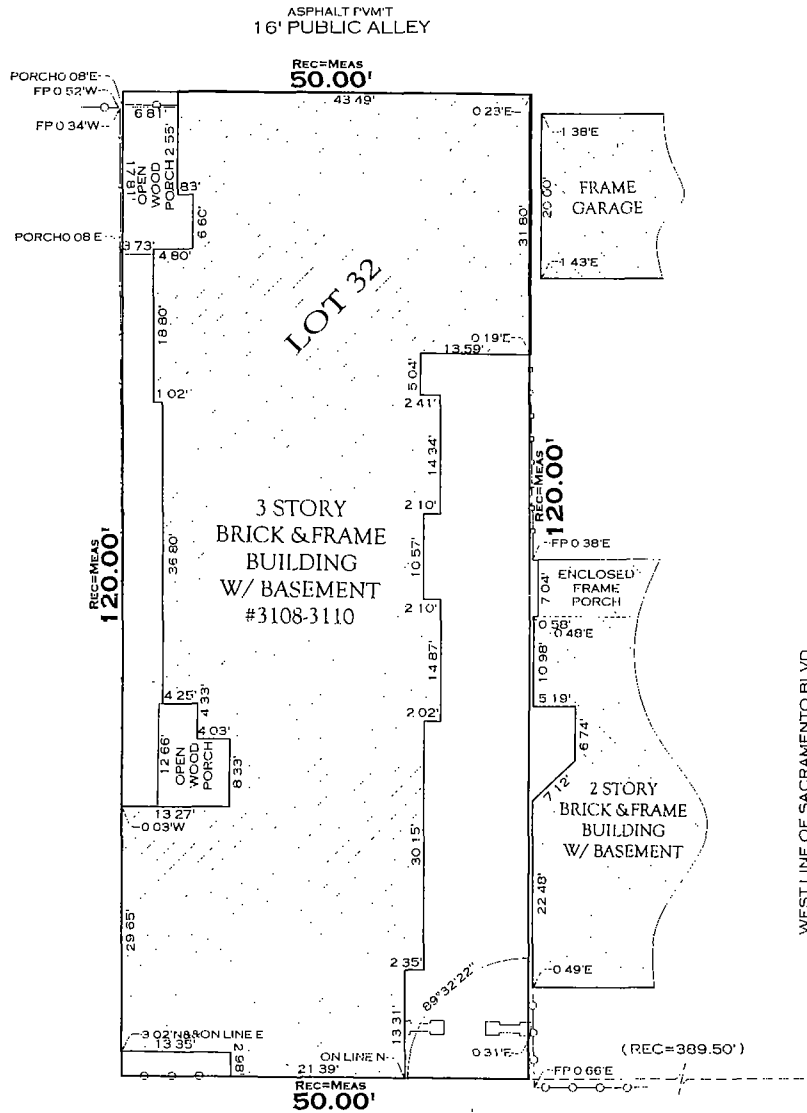 ASPHALT PVM'T
16' PUBLIC ALLEY
REC=MEAS
50.00'
PORCH0 08'E
FP 0 52'W
FP 0 34'W
6 81'
43 49'
0 23'E
2 55'
17 81'
OPEN
WOOD
PORCH
83'
6 60'
PORCH0 08 E
3 73'
4 80'
1 38'E
20 00'
FRAME
GARAGE
1 43'E
31 80'
LOT 32
18 80'
0 19'E
13 59'
5 04'
1 02'
2 41'
14 34'
REC=MEAS
120.00'
2 10'
3 STORY
BRICK & FRAME
BUILDING
W/ BASEMENT
#3108-3110
36 80'
10 57'
FP 0 38'E
ENCLOSED
FRAME
PORCH
7 04'
REC=MEAS
120.00'
2 10'
0 58'
0 48'E
14 87'
10 98'
4 25'
4 33'
2 02'
5 19'
6 74'
4 03'
12 66'
OPEN
WOOD
PORCH
8 33'
7 12'
2 STORY
BRICK & FRAME
BUILDING
W/ BASEMENT
WEST LINE OF SACRAMENTO BLVD
13 27'
0 03'W
30 15'
22 48'
29 65'
2 35'
89°32'22"
0 49'E
13 31'
3 02'N&ON LINE E
13 35'
2 98'
ON LINE N
0 31'E
(REC=389.50')
FP 0 66'E
21 39'
REC=MEAS
50.00'